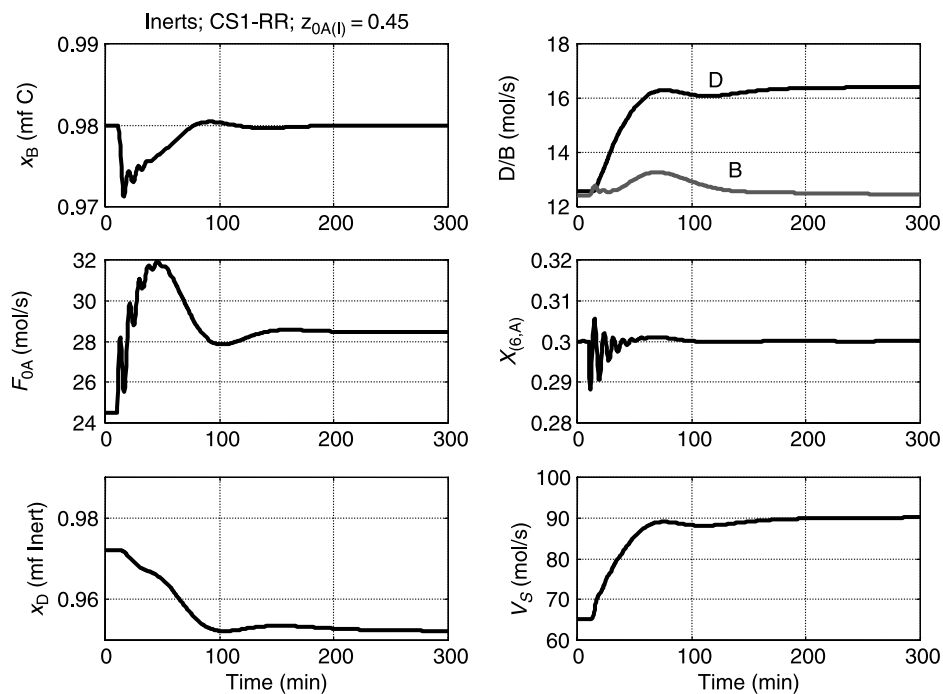 Inerts; CS1-RR; z0A(I) = 0.45
0.99
0.98
0.97
xB (mf C)
0 100 200 300
16
14
12
D/B (mol/s)
D
B
0 100 200 300
32
30
28
26
24
F0A (mol/s)
0 100 200 300
0.32
0.31
0.3
0.29
0.28
X(6,A)
0 100 200 300
0.98
0.96
xD (mf Inert)
0 100 200 300
Time (min)
100
90
80
70
60
VS (mol/s)
0 100 200 300
Time (min)